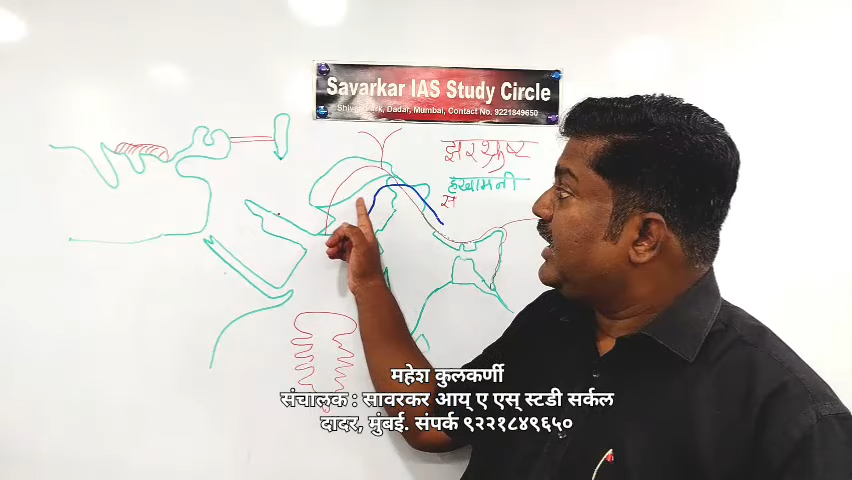 Savarkar IAS Study Circle
Shivaji Park, Dadar, Mumbai, Contact No. 9221849650
झरथ्रुष्ट
हखामनी
स
महेश कुलकर्णी
संचालक : सावरकर आय् ए एस् स्टडी सर्कल
दादर, मुंबई. संपर्क ९२२१८४९६५०